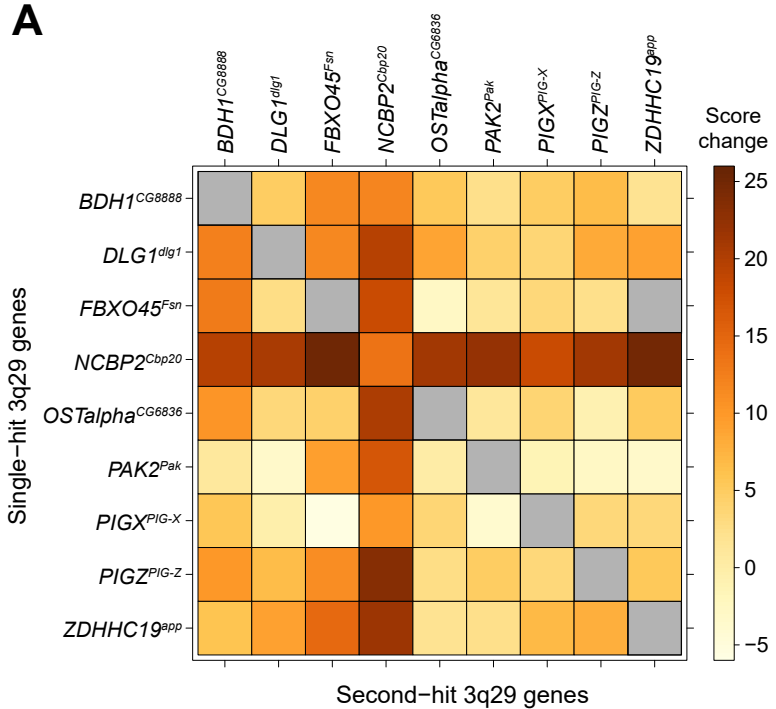 A
BDH1CG8888
DLG1dlg1
FBXO45Fsn
NCBP2Cbp20
OSTalphaCG6836
PAK2Pak
PIGXPIG-X
PIGZPIG-Z
ZDHHC19app
Score
change
BDH1CG8888
DLG1dlg1
FBXO45Fsn
NCBP2Cbp20
OSTalphaCG6836
PAK2Pak
PIGXPIG-X
PIGZPIG-Z
ZDHHC19app
Single−hit 3q29 genes
25
20
15
10
5
0
−5
Second−hit 3q29 genes